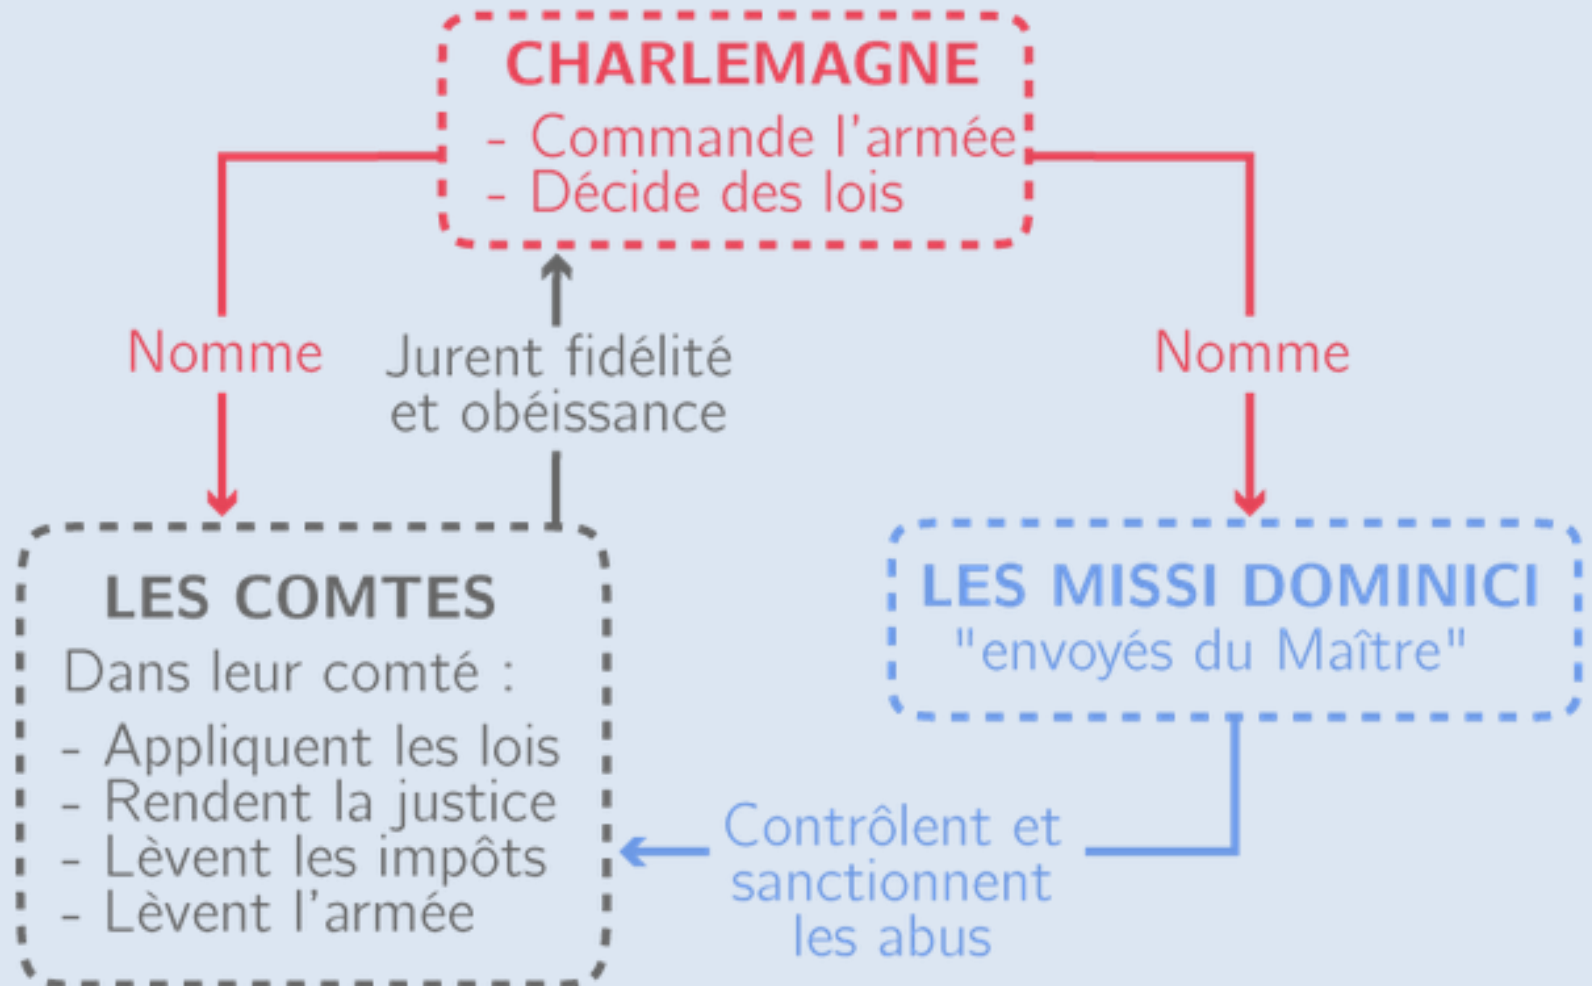 CHARLEMAGNE
- Commande l'armée
- Décide des lois
Nomme
Jurent fidélité
et obéissance
Nomme
LES COMTES
Dans leur comté :
- Appliquent les lois
- Rendent la justice
- Lèvent les impôts
- Lèvent l'armée
LES MISSI DOMINICI
"envoyés du Maître"
Contrôlent et
sanctionnent
les abus